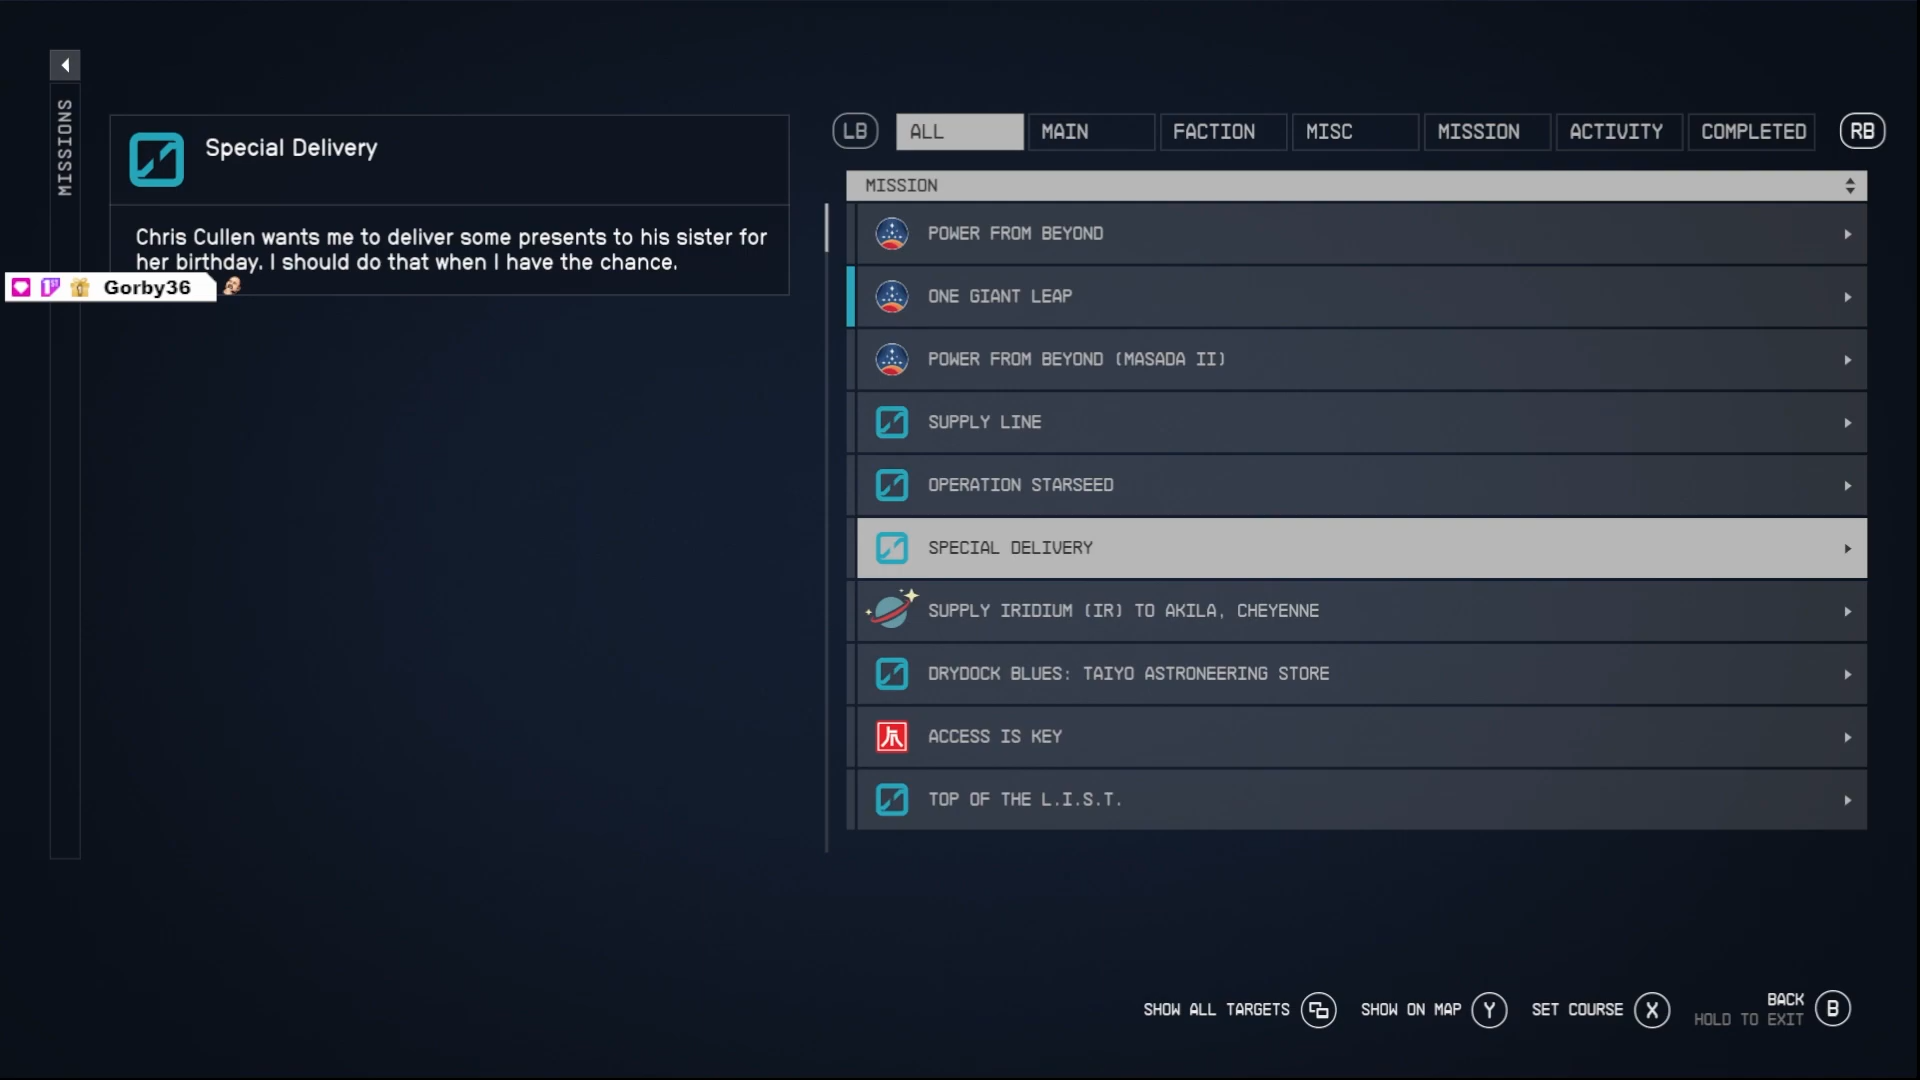 MISSIONS
Special Delivery
Chris Cullen wants me to deliver some presents to his sister for
her birthday. I should do that when I have the chance.
Gorby36
LB
ALL
MAIN
FACTION
MISC
MISSION
ACTIVITY
COMPLETED
RB
MISSION
POWER FROM BEYOND
ONE GIANT LEAP
POWER FROM BEYOND (MASADA II)
SUPPLY LINE
OPERATION STARSEED
SPECIAL DELIVERY
SUPPLY IRIDIUM (IR) TO AKILA, CHEYENNE
DRYDOCK BLUES: TAIYO ASTRONEERING STORE
ACCESS IS KEY
TOP OF THE L.I.S.T.
SHOW ALL TARGETS
SHOW ON MAP Y
SET COURSE X
BACK B
HOLD TO EXIT